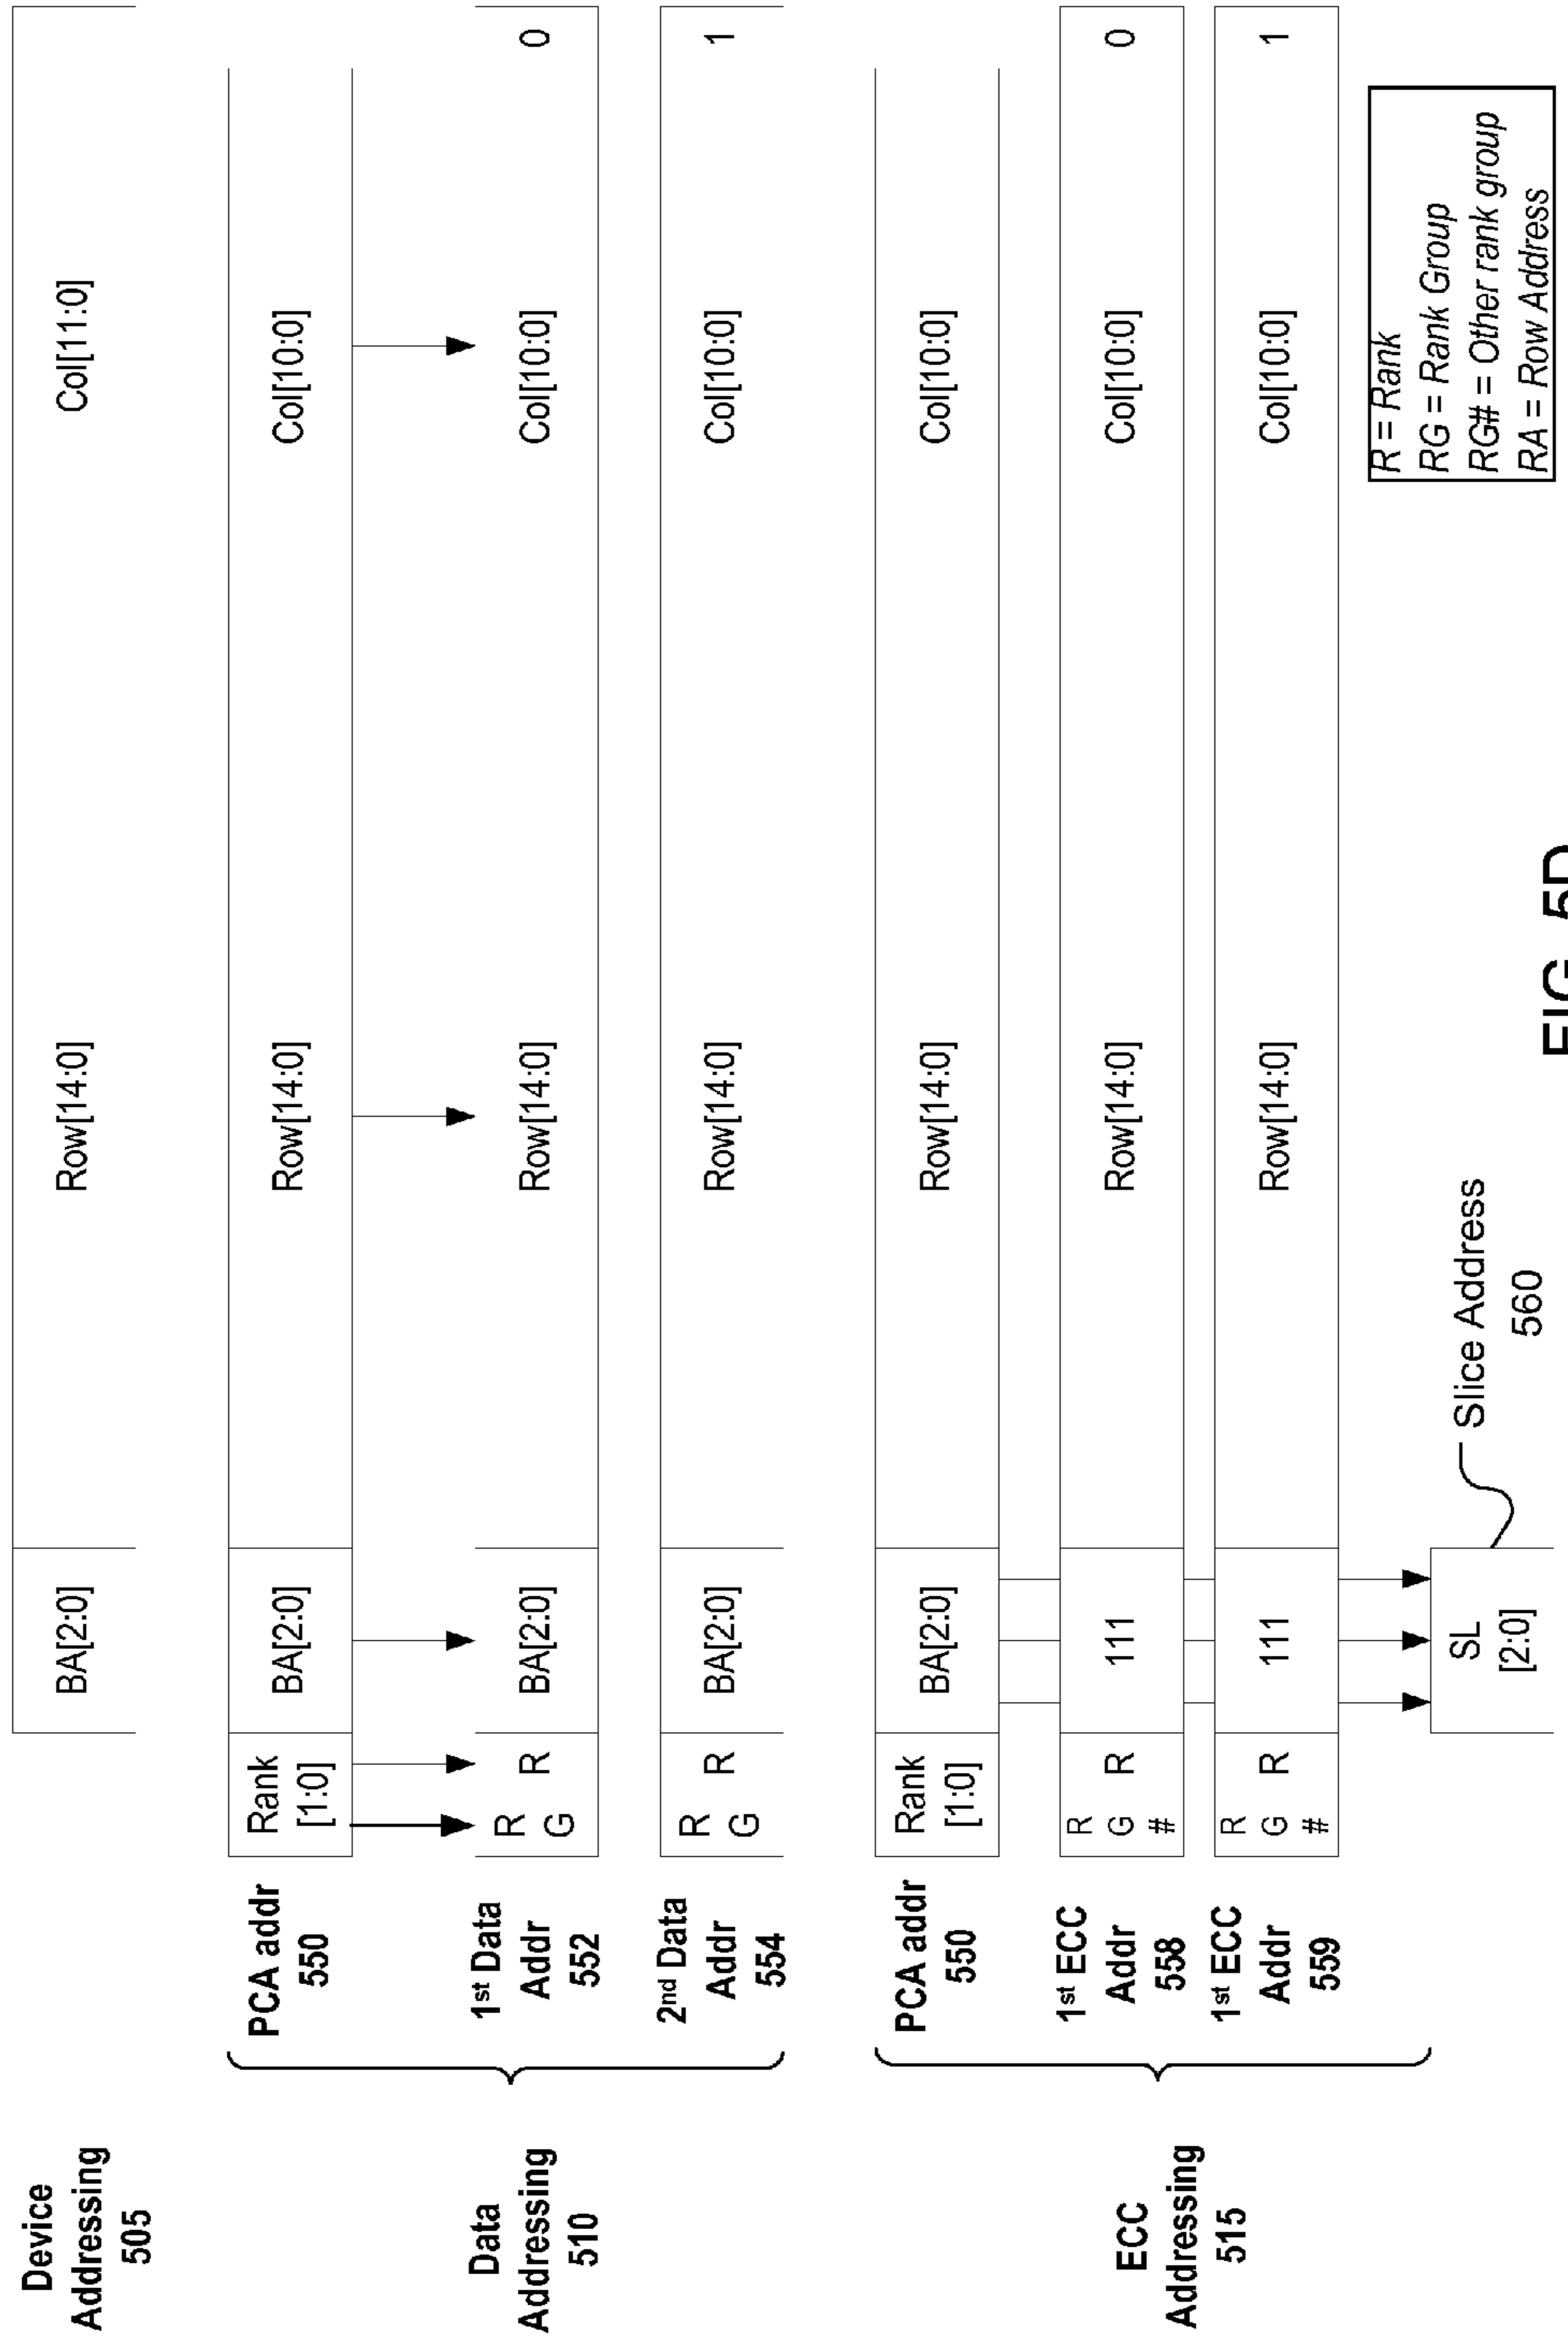 Device
Addressing
505
BA[2:0]
Row[14:0]
Col[11:0]
Data
Addressing
510
PCA addr
550
Rank
[1:0]
BA[2:0]
Row[14:0]
Col[10:0]
1st Data
Addr
552
R
G
R
BA[2:0]
Row[14:0]
Col[10:0]
0
2nd Data
Addr
554
R
G
R
BA[2:0]
Row[14:0]
Col[10:0]
1
ECC
Addressing
515
PCA addr
550
Rank
[1:0]
BA[2:0]
Row[14:0]
Col[10:0]
1st ECC
Addr
558
R
G
#
R
111
Row[14:0]
Col[10:0]
0
1st ECC
Addr
559
R
G
#
R
111
Row[14:0]
Col[10:0]
1
SL
[2:0]
Slice Address
560
R = Rank
RG = Rank Group
RG# = Other rank group
RA = Row Address
FIG. 5D